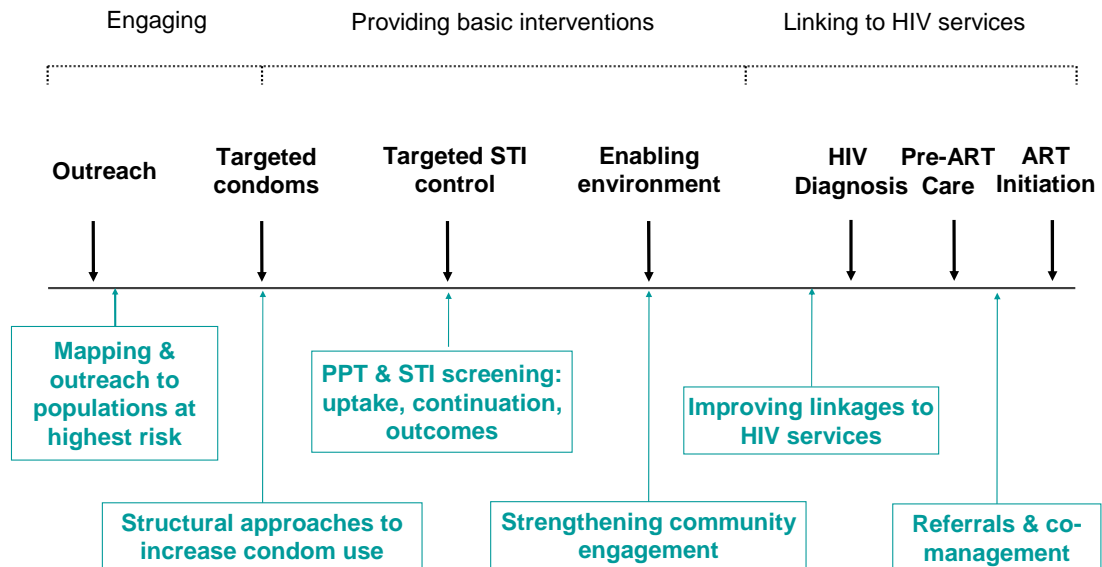 Engaging
Providing basic interventions
Linking to HIV services
Outreach
Targeted
condoms
Targeted STI
control
Enabling
environment
HIV
Diagnosis
Pre-ART
Care
ART
Initiation
Mapping &
outreach to
populations at
highest risk
PPT & STI screening:
uptake, continuation,
outcomes
Improving linkages to
HIV services
Structural approaches to
increase condom use
Strengthening community
engagement
Referrals & co-
management